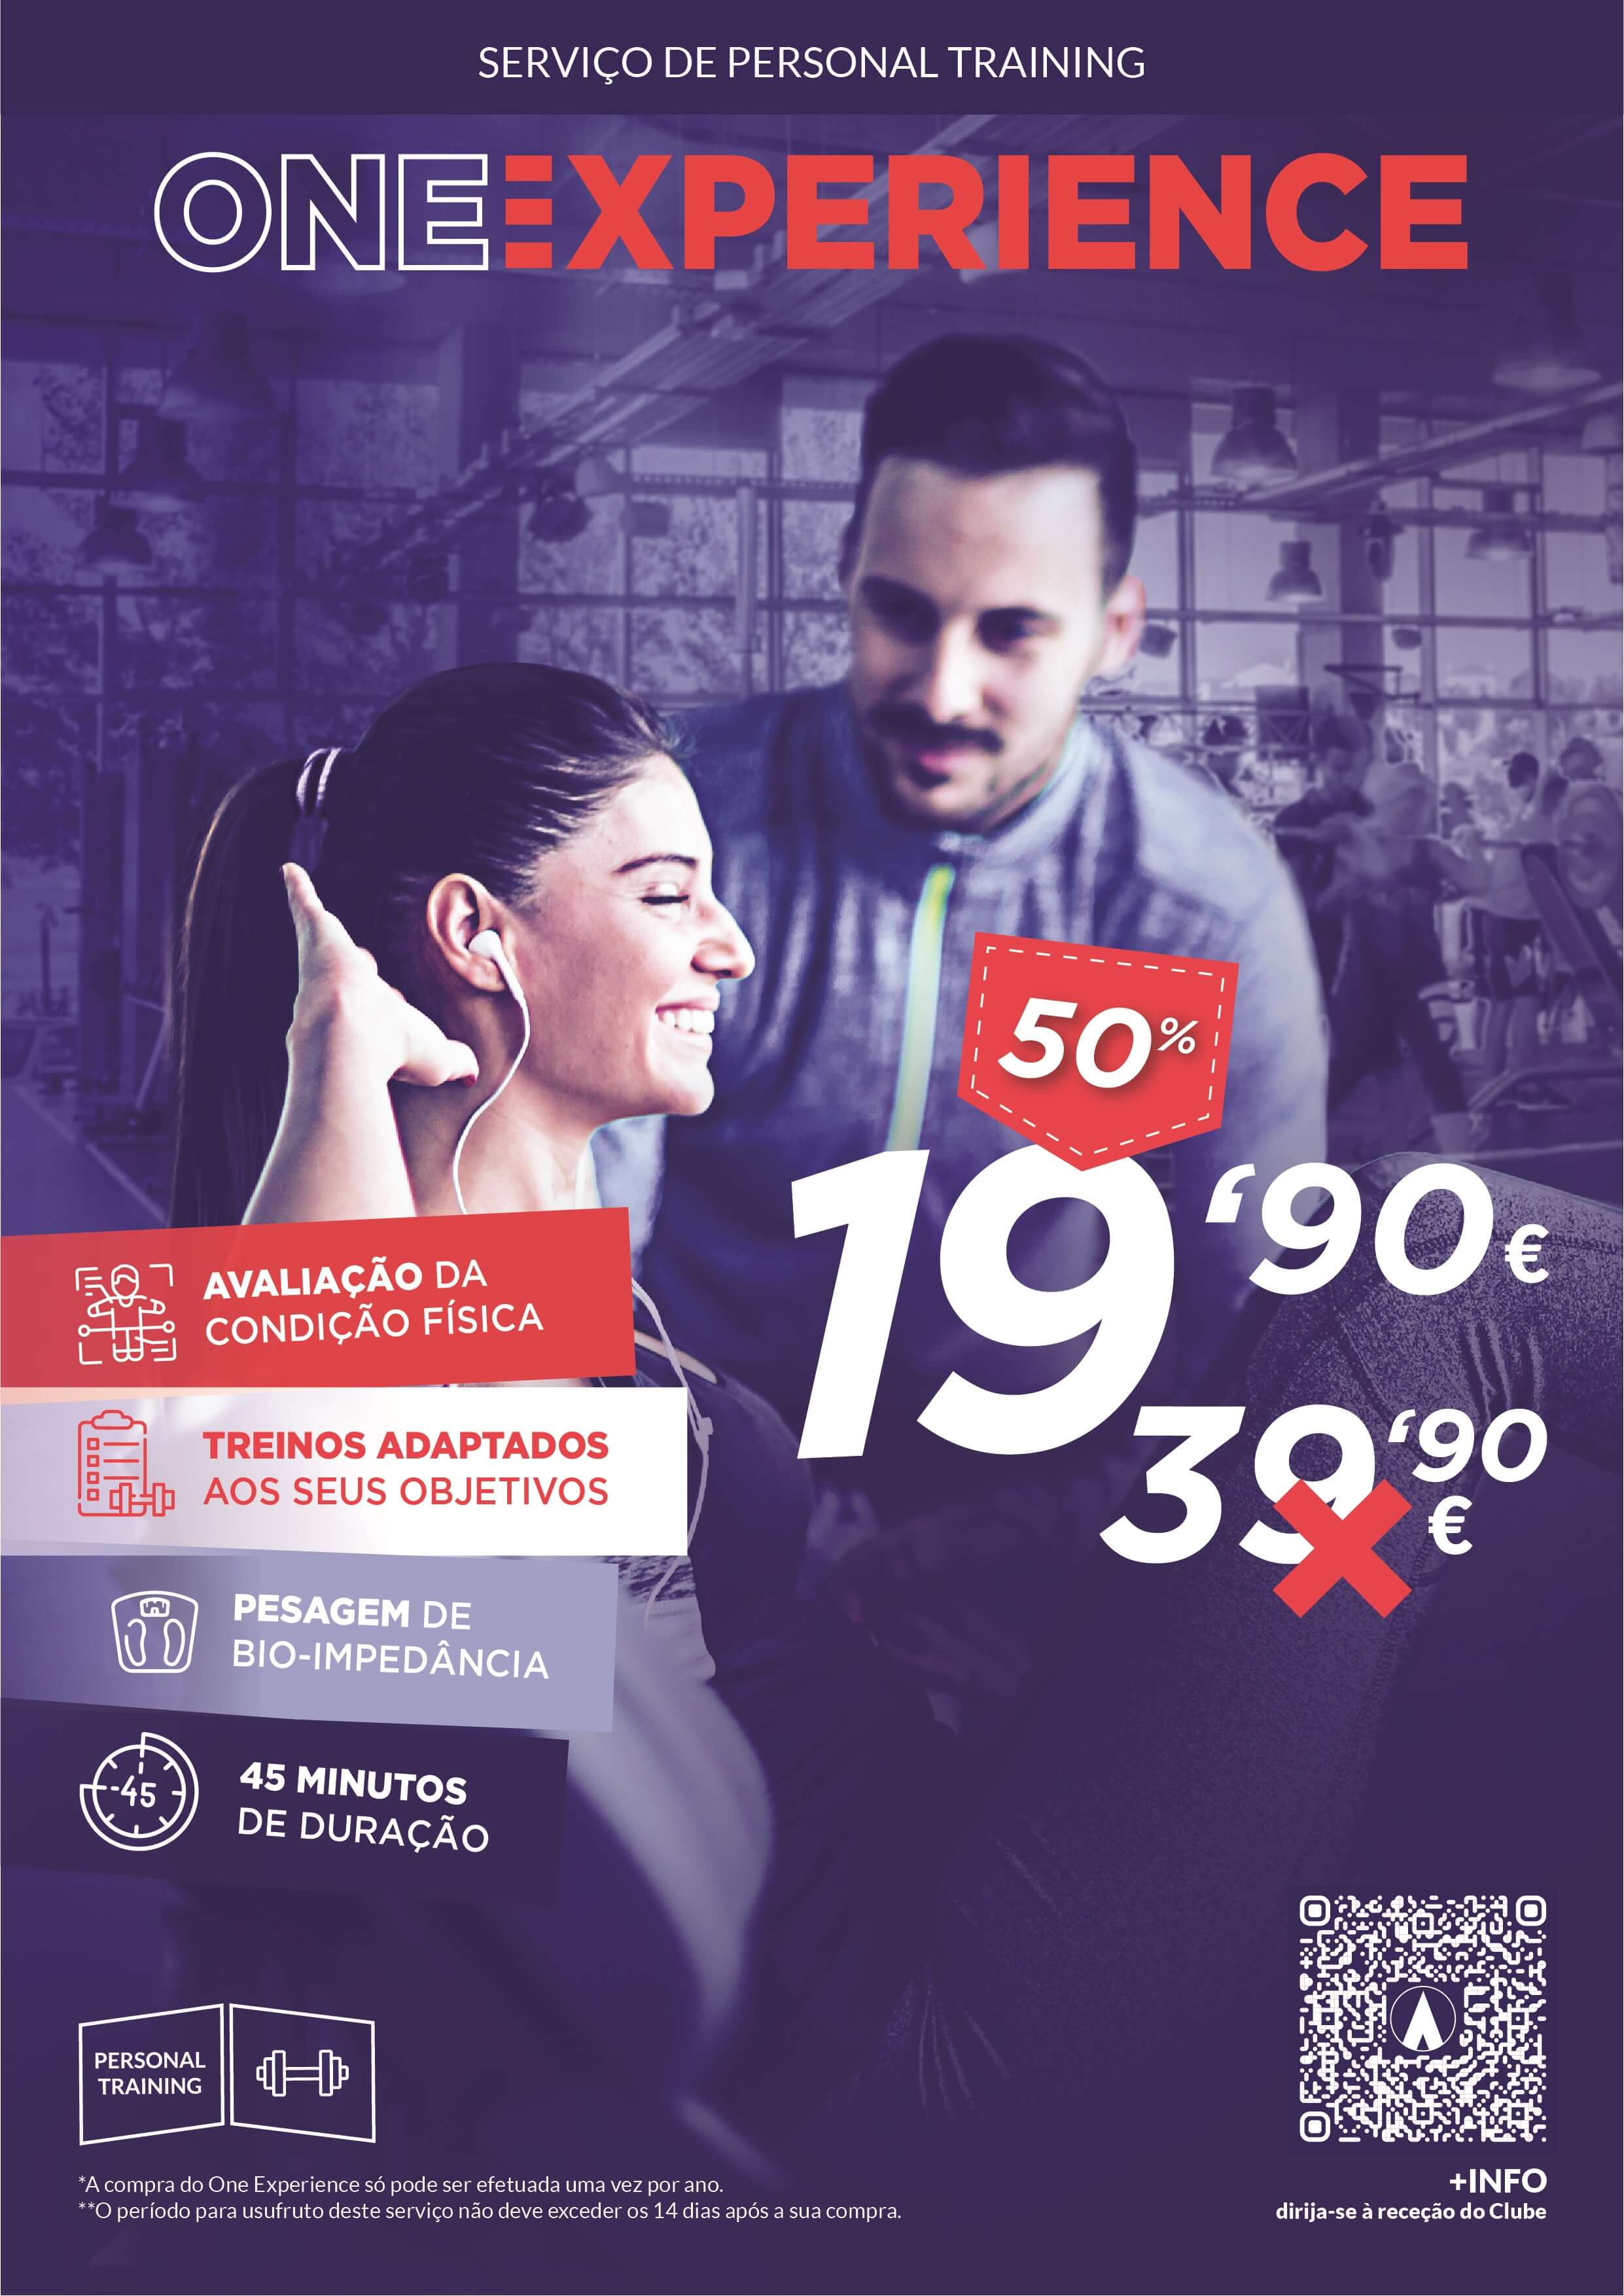 SERVIÇO DE PERSONAL TRAINING
ONEEXPERIENCE
50%
19‘90€
39‘90€
AVALIAÇÃO DA
CONDIÇÃO FÍSICA
TREINOS ADAPTADOS
AOS SEUS OBJETIVOS
PESAGEM DE
BIO-IMPEDÂNCIA
45
45 MINUTOS
DE DURAÇÃO
PERSONAL
TRAINING
*A compra do One Experience só pode ser efetuada uma vez por ano.
**O período para usufruto deste serviço não deve exceder os 14 dias após a sua compra.
+INFO
dirija-se à receção do Clube